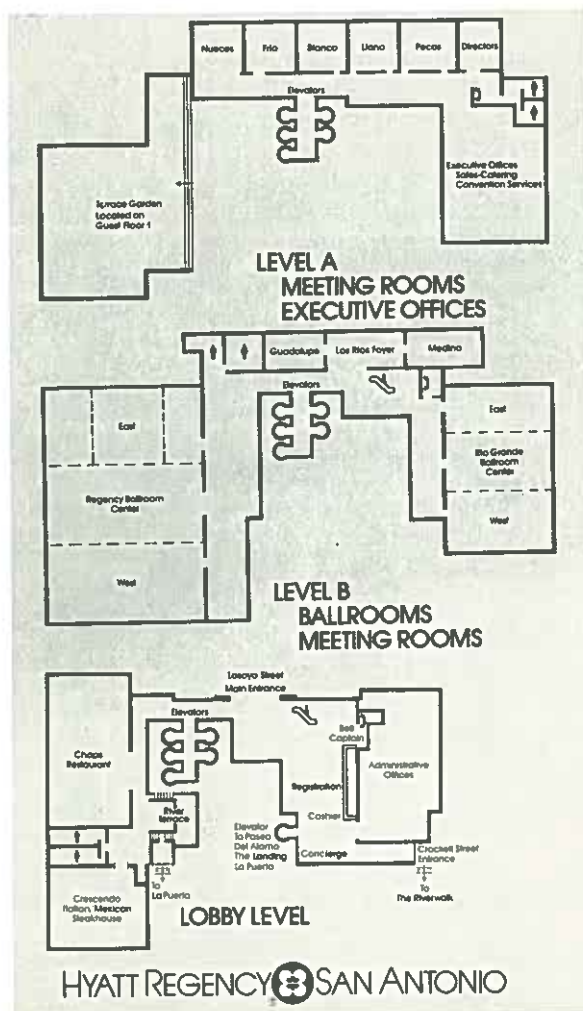 Nueces
Frio
Blanco
Llano
Pecos
Directors
Elevators
Executive Offices
Sales-Catering
Convention Services
Terrace Garden
Located on
Guest Floor 1
LEVEL A
MEETING ROOMS
EXECUTIVE OFFICES
Guadalupe
Los Rios Foyer
Medina
Elevators
East
East
Rio Grande
Ballroom
Center
Regency Ballroom
Center
West
West
LEVEL B
BALLROOMS
MEETING ROOMS
Losoya Street
Main Entrance
Elevators
Bell
Captain
Chaps
Restaurant
Administrative
Offices
Registration
River
Terrace
Cashier
Elevator
To Paseo
Del Alamo
The Landing
La Puerta
Concierge
Crockett Street
Entrance
To
La Puerta
To
The Riverwalk
Crescendo
Italian, Mexican
Steakhouse
LOBBY LEVEL
HYATT REGENCY SAN ANTONIO